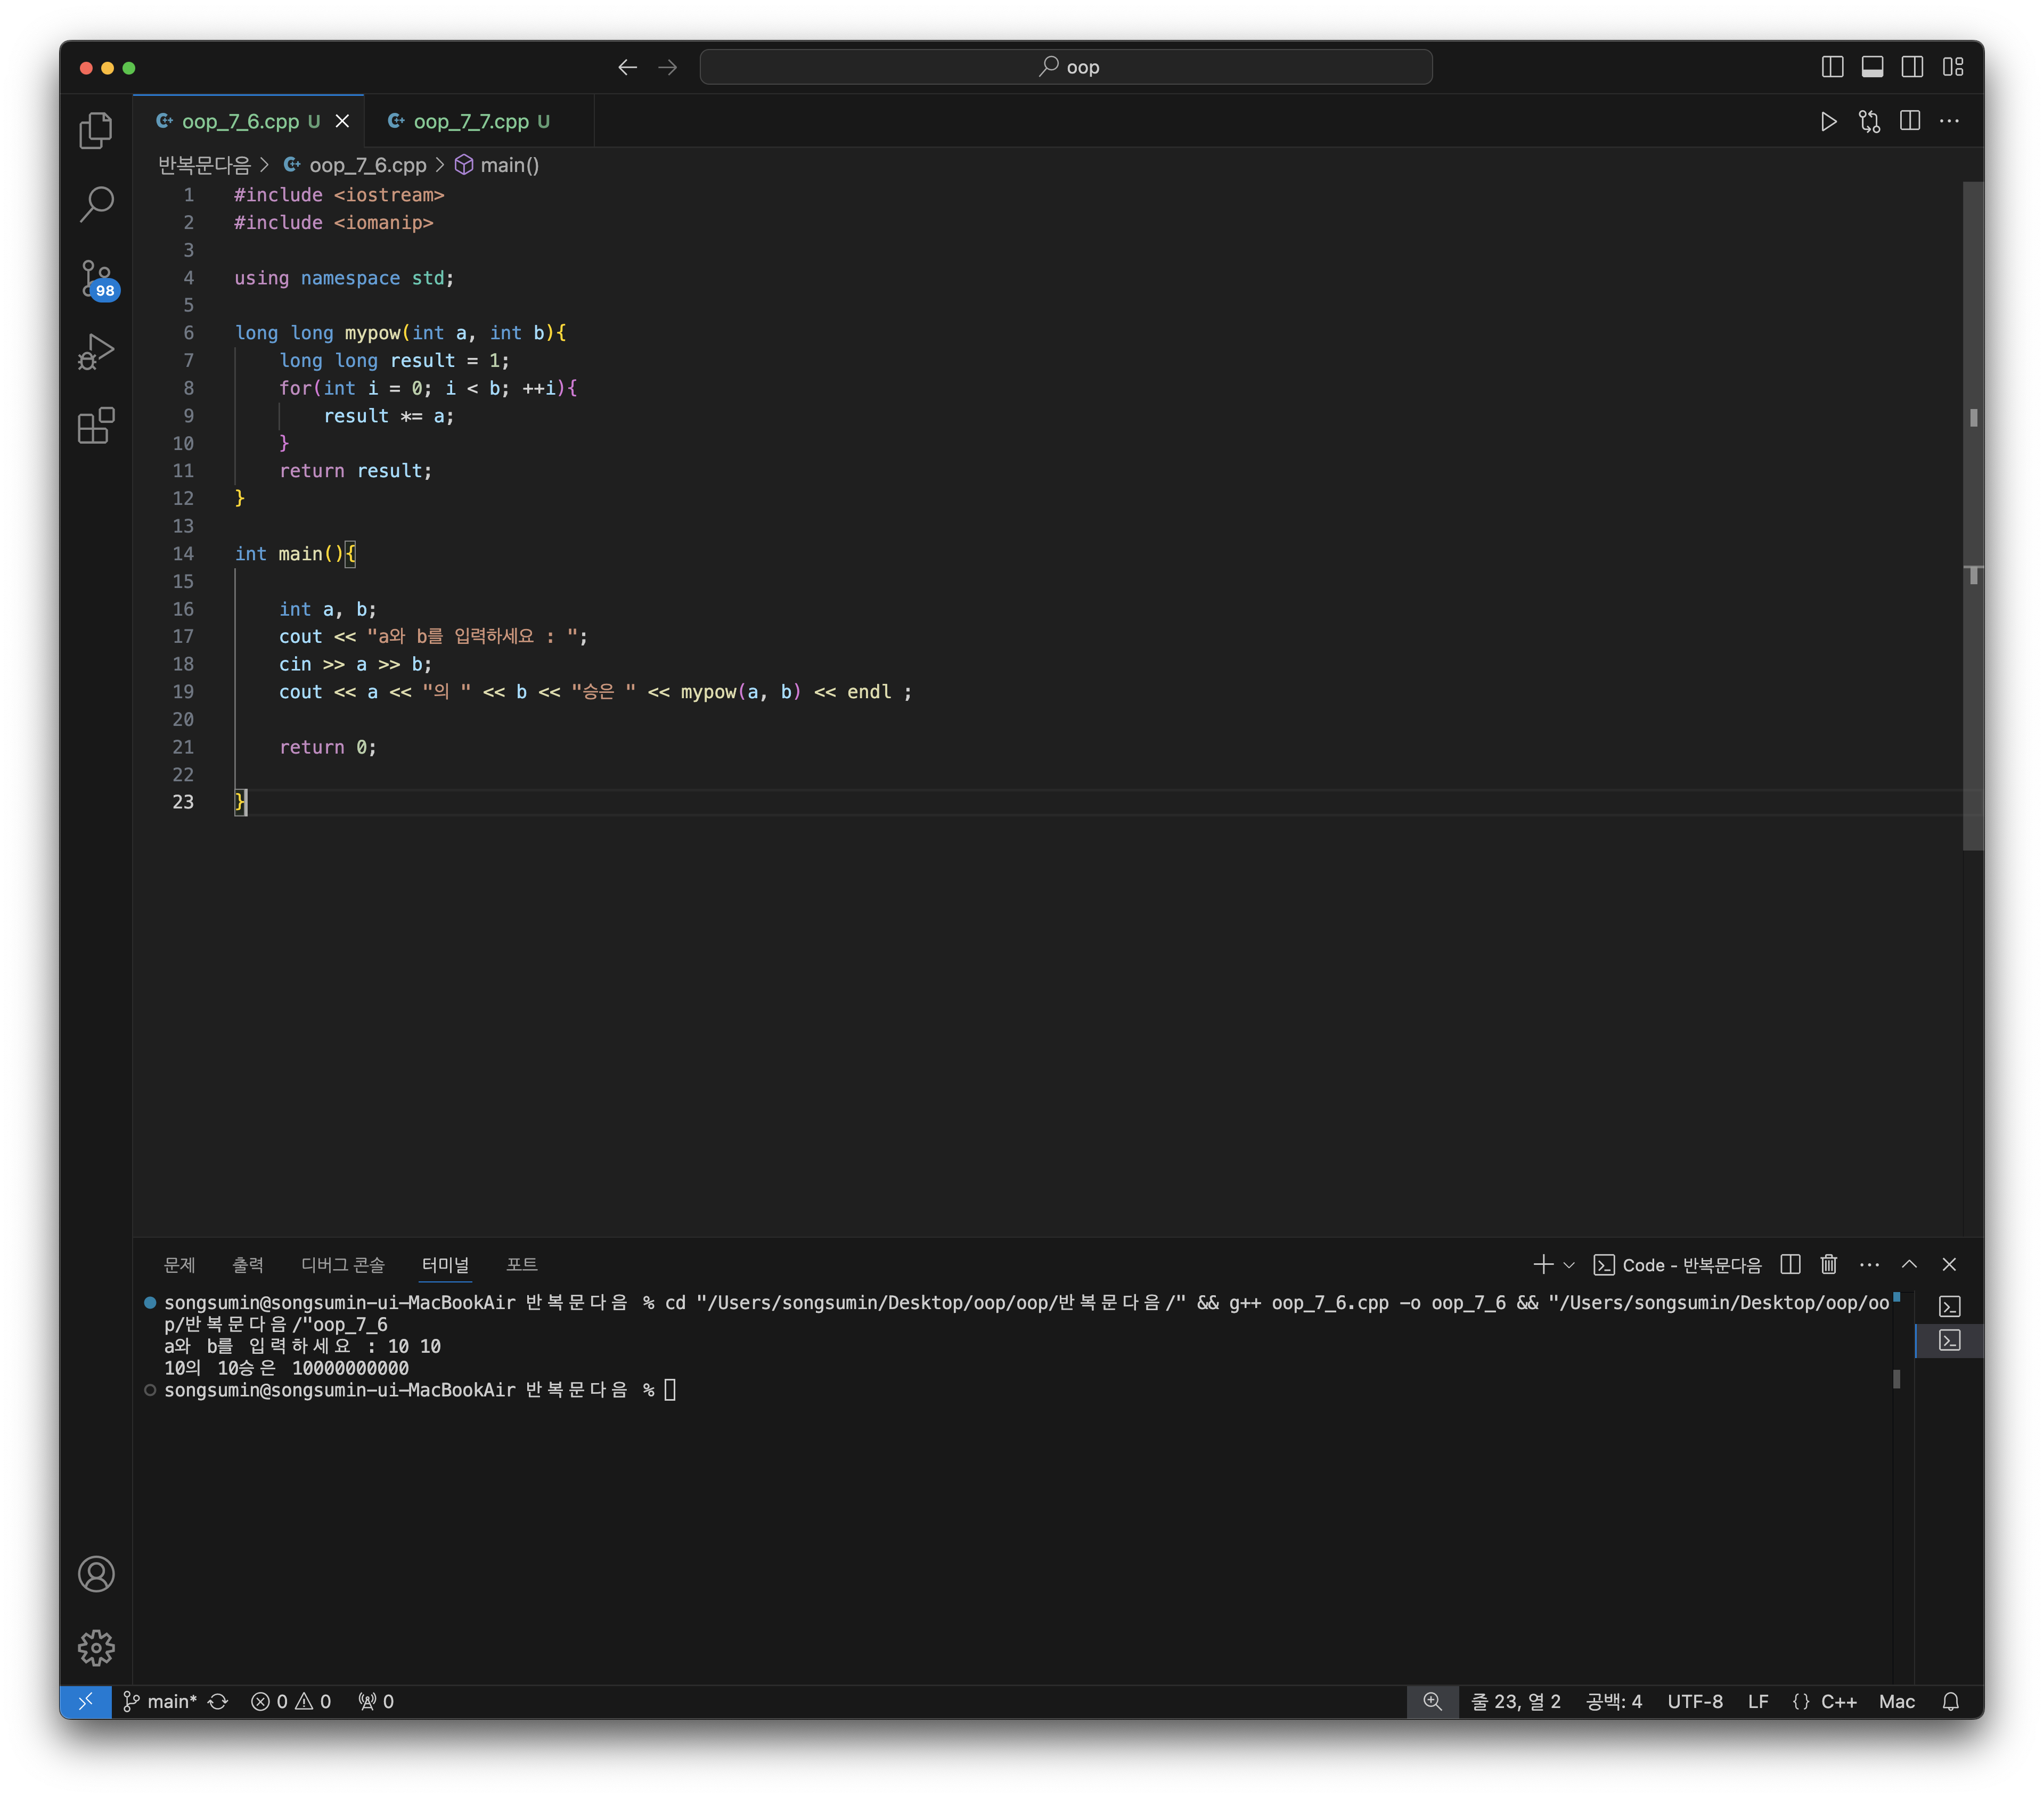 oop
oop_7_6.cpp U
oop_7_7.cpp U
반복문다음 > oop_7_6.cpp > main()
98
1 #include <iostream>
2 #include <iomanip>
3
4 using namespace std;
5
6 long long mypow(int a, int b){
7 long long result = 1;
8 for(int i = 0; i < b; ++i){
9 result *= a;
10 }
11 return result;
12 }
13
14 int main(){
15
16 int a, b;
17 cout << "a와 b를 입력하세요 : ";
18 cin >> a >> b;
19 cout << a << "의 " << b << "승은 " << mypow(a, b) << endl ;
20
21 return 0;
22
23 }
문제 출력 디버그 콘솔 터미널 포트
Code - 반복문다음
songsumin@songsumin-ui-MacBookAir 반복문다음 % cd "/Users/songsumin/Desktop/oop/oop/반복문다음/" && g++ oop_7_6.cpp -o oop_7_6 && "/Users/songsumin/Desktop/oop/oo
p/반복문다음/"oop_7_6
a와 b를 입력하세요 : 10 10
10의 10승은 10000000000
songsumin@songsumin-ui-MacBookAir 반복문다음 %
main* 0 0 0 줄 23, 열 2 공백: 4 UTF-8 LF {} C++ Mac